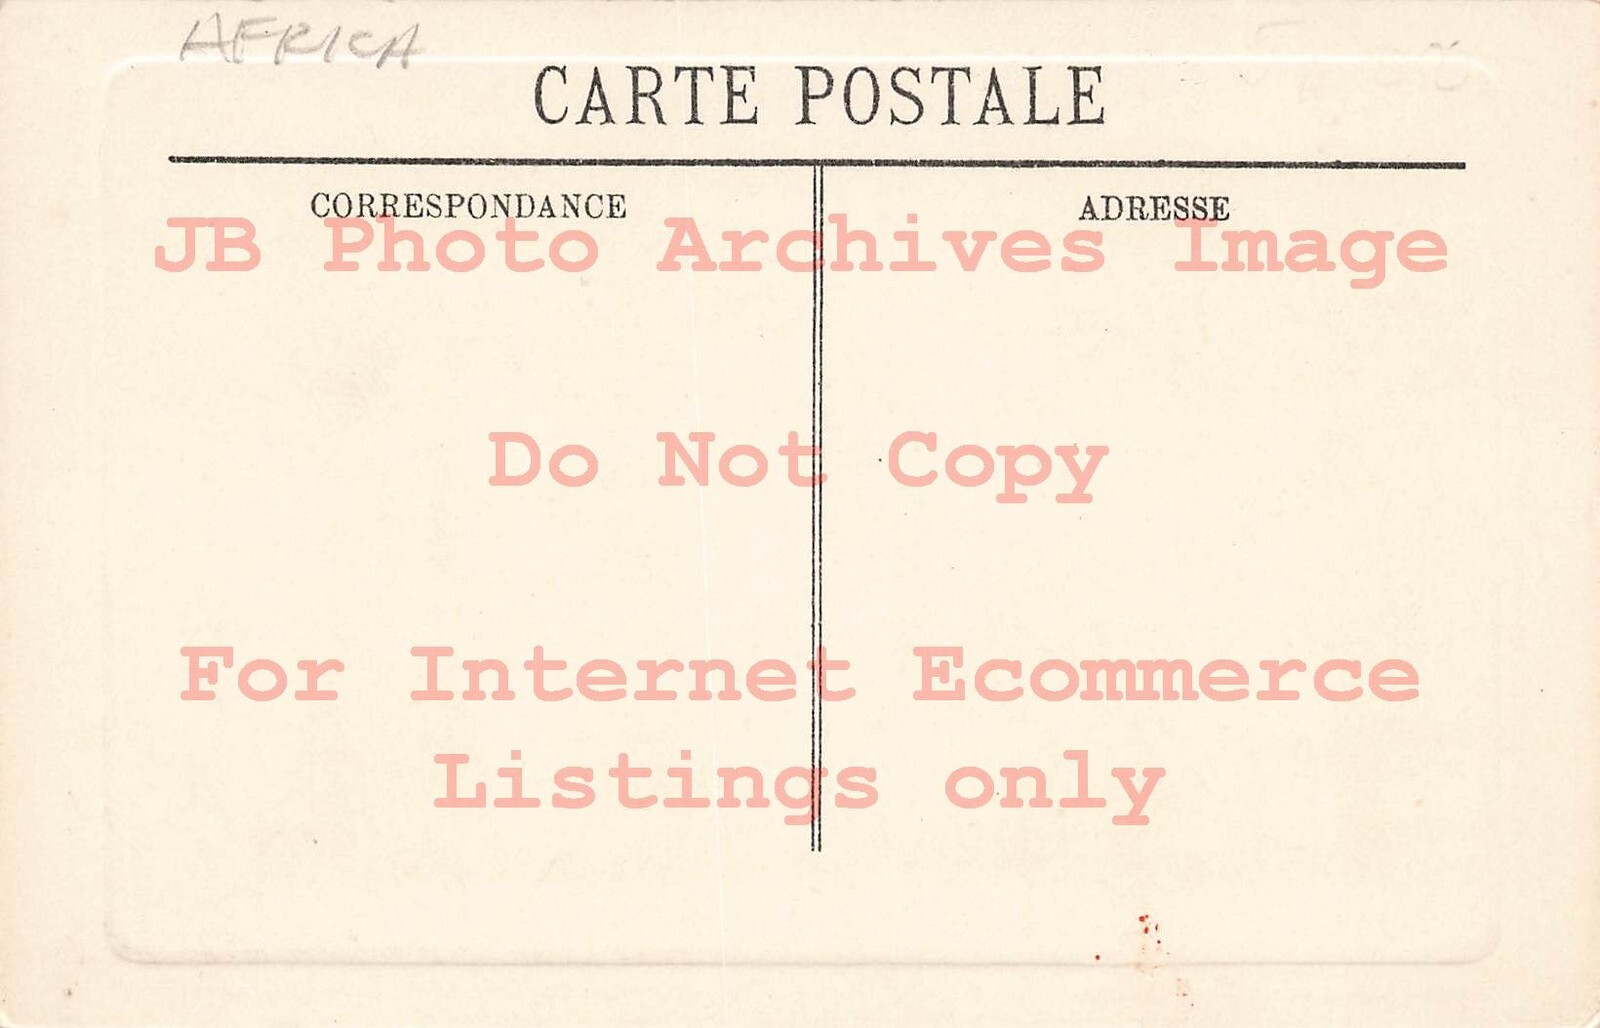 AFRICA
CARTE POSTALE
CORRESPONDANCE
ADRESSE
JB Photo Archives Image
Do Not Copy
For Internet Ecommerce
Listings only